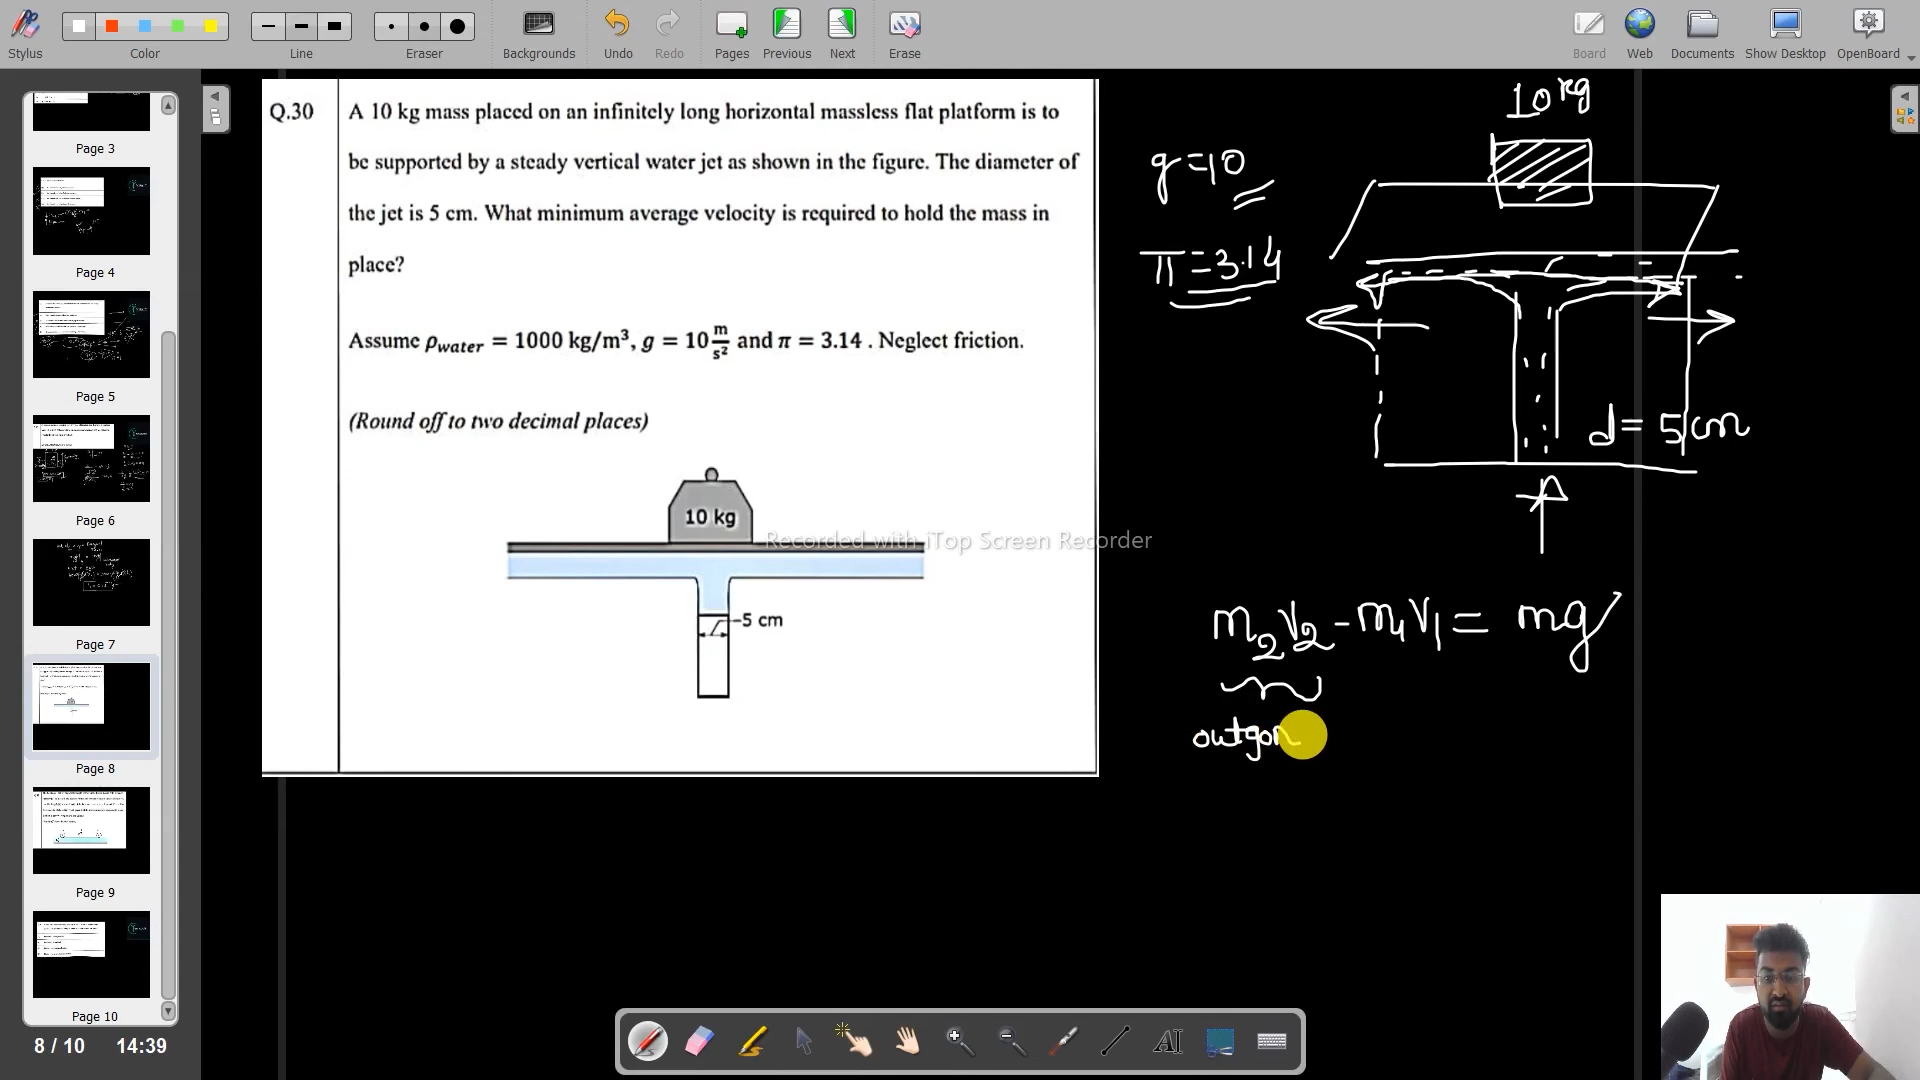 Stylus
Color
Line
Eraser
Backgrounds
Undo
Redo
Pages
Previous
Next
Erase
Board
Web
Documents
Show Desktop
OpenBoard
Page 3
Page 4
Page 5
Page 6
Page 7
Page 8
Page 9
Page 10
8 / 10
14:39
Q.30
A 10 kg mass placed on an infinitely long horizontal massless flat platform is to
be supported by a steady vertical water jet as shown in the figure. The diameter of
the jet is 5 cm. What minimum average velocity is required to hold the mass in
place?
Assume ρwater = 1000 kg/m³, g = 10 m/s² and π = 3.14 . Neglect friction.
(Round off to two decimal places)
10 kg
5 cm
Recorded with iTop Screen Recorder
10 kg
g = 10
π = 3.14
d = 5 cm
m₂V₂ - m₁V₁ = mg
outgon
AI